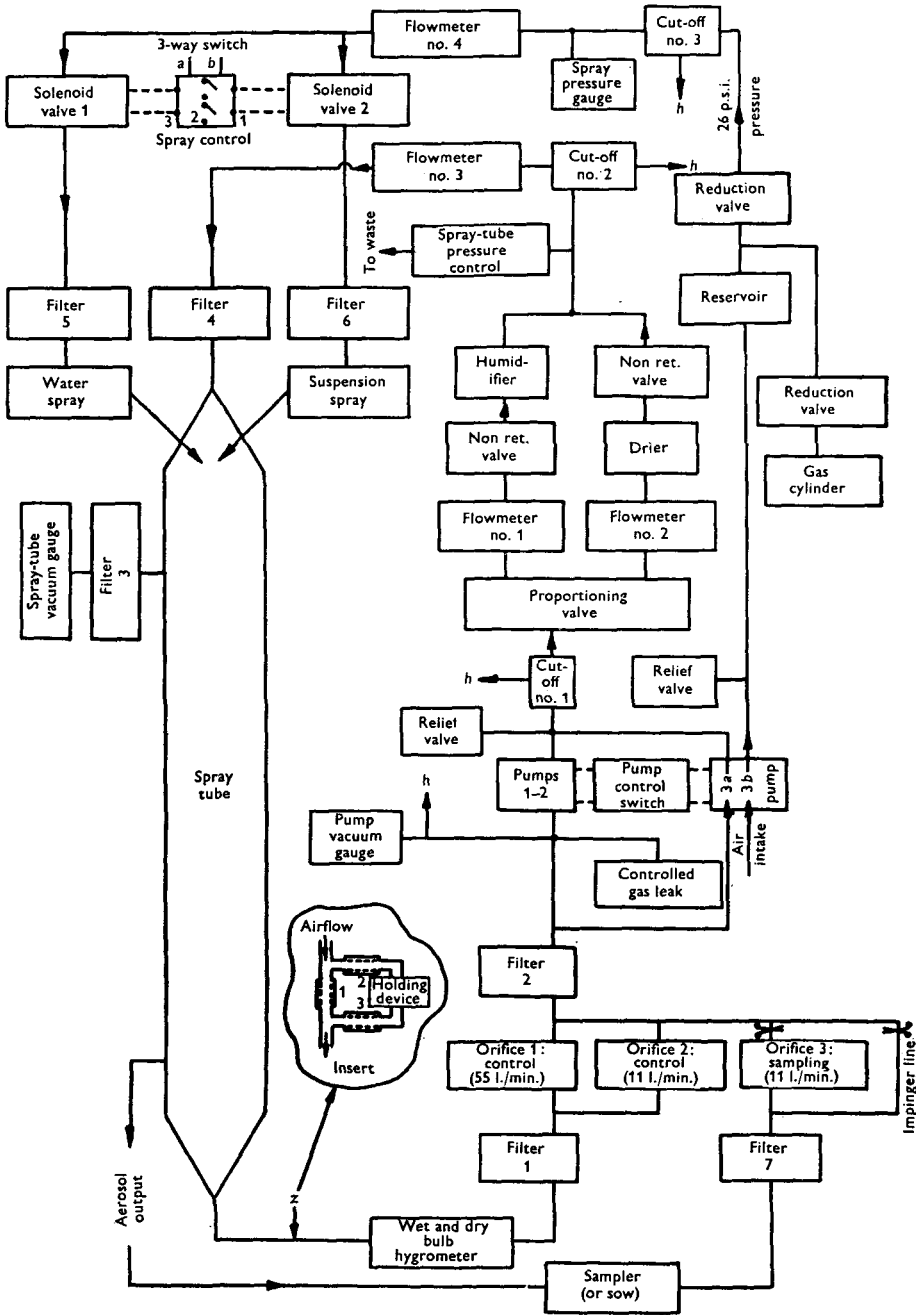 Flowmeter
no. 4
Cut-off
no. 3
3-way switch
a
b
Solenoid
valve 1
Solenoid
valve 2
3
2
1
Spray control
Spray
pressure
gauge
h
26 p.s.i.
pressure
Flowmeter
no. 3
Cut-off
no. 2
h
Reduction
valve
To waste
Spray-tube
pressure
control
Reservoir
Filter
5
Filter
4
Filter
6
Humid-
ifier
Non ret.
valve
Water
spray
Suspension
spray
Reduction
valve
Non ret.
valve
Drier
Gas
cylinder
Flowmeter
no. 1
Flowmeter
no. 2
Spray-tube
vacuum gauge
Filter
3
Proportioning
valve
h
Cut-
off
no. 1
Relief
valve
Relief
valve
Spray
tube
Pumps
1–2
Pump
control
switch
3a
3b
pump
h
Pump
vacuum
gauge
Air
intake
Controlled
gas leak
Airflow
1
2
3
Holding
device
Insert
Filter
2
Orifice 1:
control
(55 l./min.)
Orifice 2:
control
(11 l./min.)
Orifice 3:
sampling
(11 l./min.)
Impinger line
Filter
1
Filter
7
Aerosol
output
z
Wet and dry
bulb
hygrometer
Sampler
(or sow)